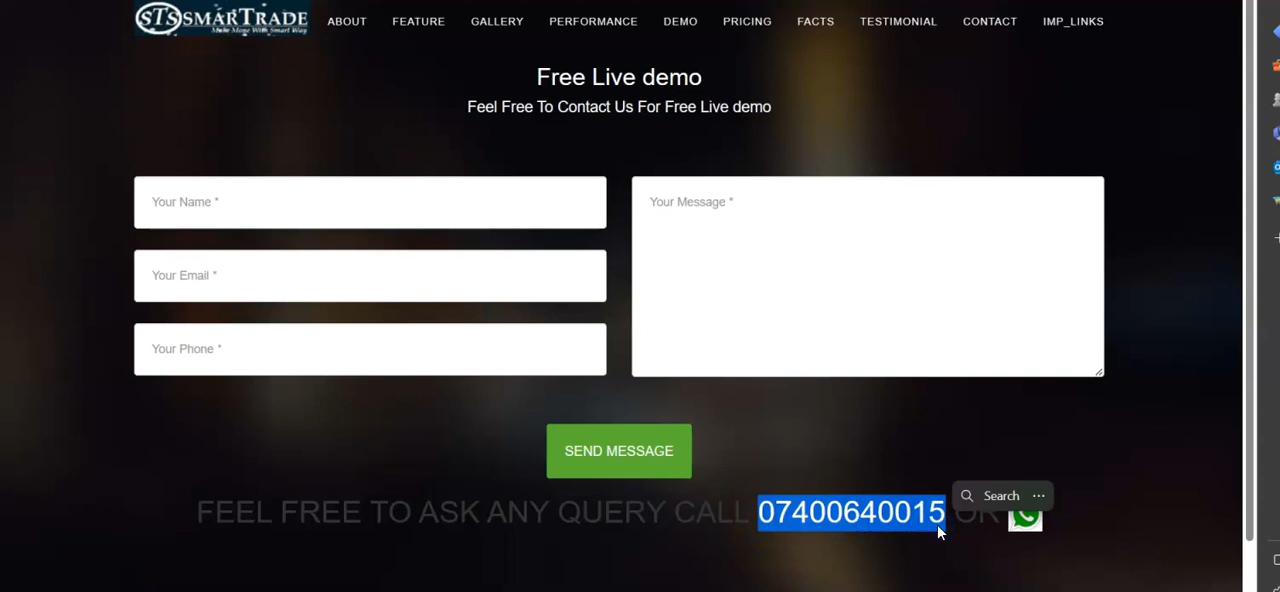 STS SMARTRADE
Make Mone With Smart Way
ABOUT FEATURE GALLERY PERFORMANCE DEMO PRICING FACTS TESTIMONIAL CONTACT IMP_LINKS
Free Live demo
Feel Free To Contact Us For Free Live demo
Your Name *
Your Message *
Your Email *
Your Phone *
SEND MESSAGE
Search ...
FEEL FREE TO ASK ANY QUERY CALL 07400640015 OR